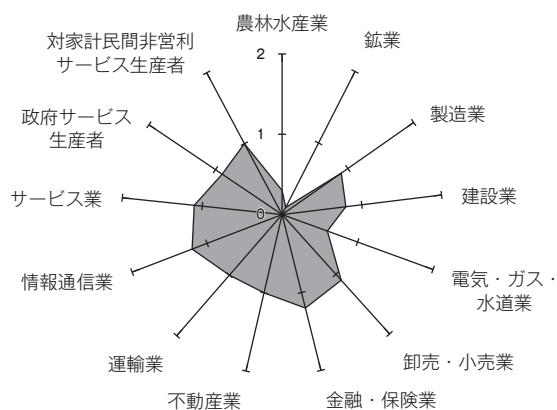 農林水産業
2
1
0
鉱業
製造業
建設業
電気・ガス・
水道業
卸売・小売業
金融・保険業
不動産業
運輸業
情報通信業
サービス業
政府サービス
生産者
対家計民間非営利
サービス生産者